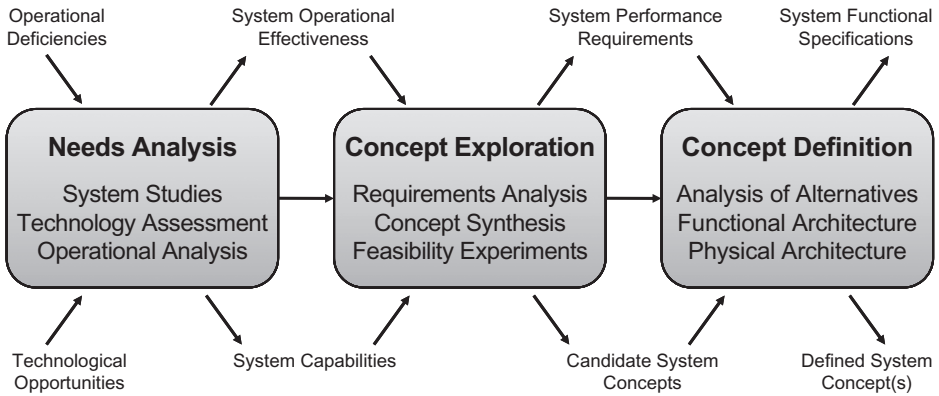 Operational
Deficiencies
System Operational
Effectiveness
System Performance
Requirements
System Functional
Specifications
Needs Analysis
System Studies
Technology Assessment
Operational Analysis
Concept Exploration
Requirements Analysis
Concept Synthesis
Feasibility Experiments
Concept Definition
Analysis of Alternatives
Functional Architecture
Physical Architecture
Technological
Opportunities
System Capabilities
Candidate System
Concepts
Defined System
Concept(s)